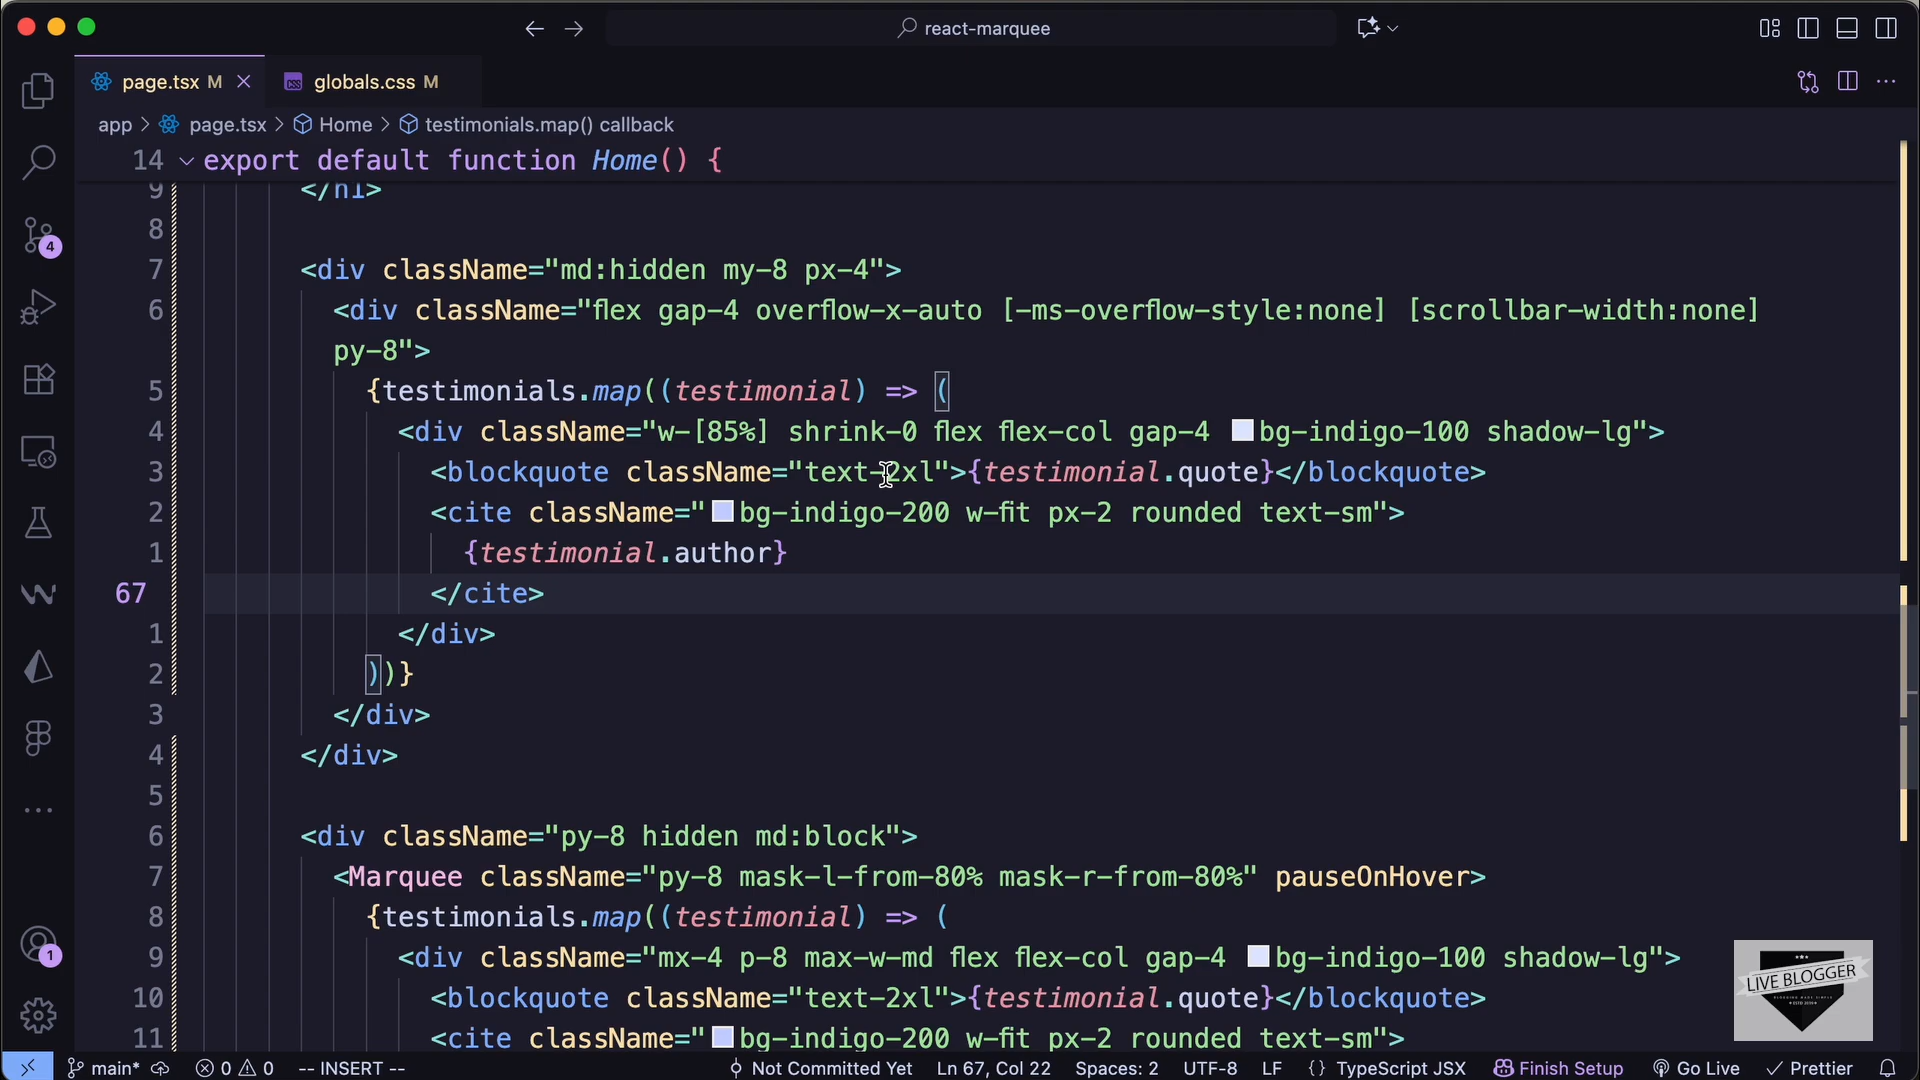 react-marquee
page.tsx M
globals.css M
app > page.tsx > Home > testimonials.map() callback
14 export default function Home() {
9 </h1>
8
7 <div className="md:hidden my-8 px-4">
6 <div className="flex gap-4 overflow-x-auto [-ms-overflow-style:none] [scrollbar-width:none]
py-8">
5 {testimonials.map((testimonial) => (
4 <div className="w-[85%] shrink-0 flex flex-col gap-4 bg-indigo-100 shadow-lg">
3 <blockquote className="text-2xl">{testimonial.quote}</blockquote>
2 <cite className="bg-indigo-200 w-fit px-2 rounded text-sm">
1 {testimonial.author}
67 </cite>
1 </div>
2 ))}
3 </div>
4 </div>
5
6 <div className="py-8 hidden md:block">
7 <Marquee className="py-8 mask-l-from-80% mask-r-from-80%" pauseOnHover>
8 {testimonials.map((testimonial) => (
9 <div className="mx-4 p-8 max-w-md flex flex-col gap-4 bg-indigo-100 shadow-lg">
10 <blockquote className="text-2xl">{testimonial.quote}</blockquote>
11 <cite className="bg-indigo-200 w-fit px-2 rounded text-sm">
4
1
LIVE BLOGGER
main* 0 0 -- INSERT -- Not Committed Yet Ln 67, Col 22 Spaces: 2 UTF-8 LF {} TypeScript JSX Finish Setup Go Live Prettier